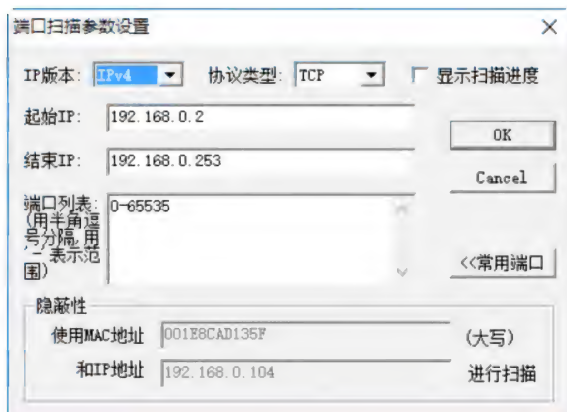 端口扫描参数设置
IP版本: IPv4 协议类型: TCP 显示扫描进度
起始IP: 192.168.0.2
OK
结束IP: 192.168.0.253
Cancel
端口列表: 0-65535
(用半角逗
号分隔,用
'-'表示范
围)
<<常用端口
隐蔽性
使用MAC地址 001E8CAD135F (大写)
和IP地址 192.168.0.104 进行扫描